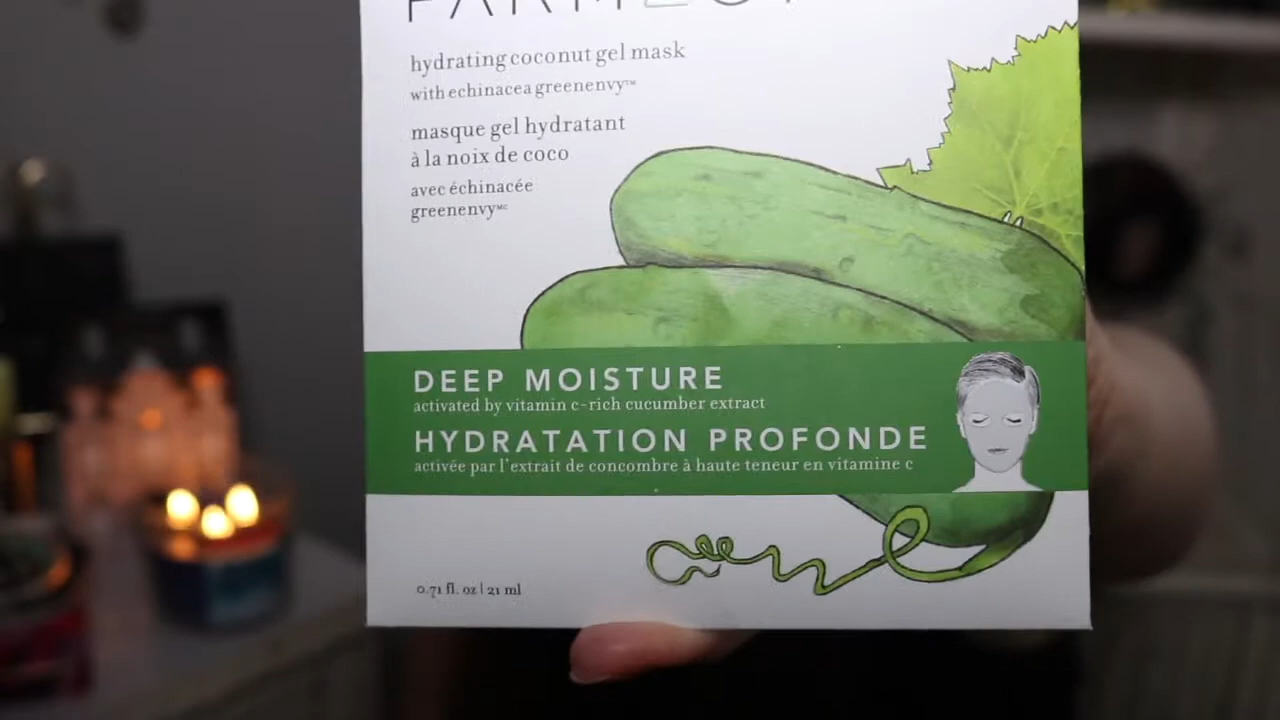 FARMACY
hydrating coconut gel mask
with echinacea greenenvy™
masque gel hydratant
à la noix de coco
avec échinacée
greenenvyᴹᶜ
DEEP MOISTURE
activated by vitamin c-rich cucumber extract
HYDRATATION PROFONDE
activée par l'extrait de concombre à haute teneur en vitamine c
0.71 fl. oz | 21 ml